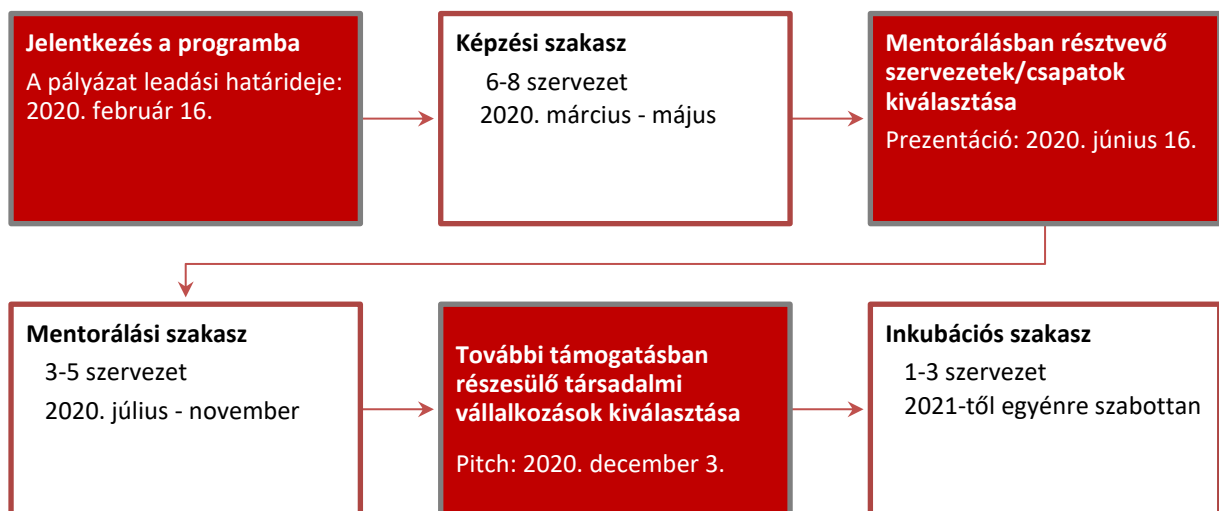 Jelentkezés a programba
A pályázat leadási határideje:
2020. február 16.
Képzési szakasz
6-8 szervezet
2020. március - május
Mentorálásban résztvevő
szervezetek/csapatok
kiválasztása
Prezentáció: 2020. június 16.
Mentorálási szakasz
3-5 szervezet
2020. július - november
További támogatásban
részesülő társadalmi
vállalkozások kiválasztása
Pitch: 2020. december 3.
Inkubációs szakasz
1-3 szervezet
2021-től egyénre szabottan